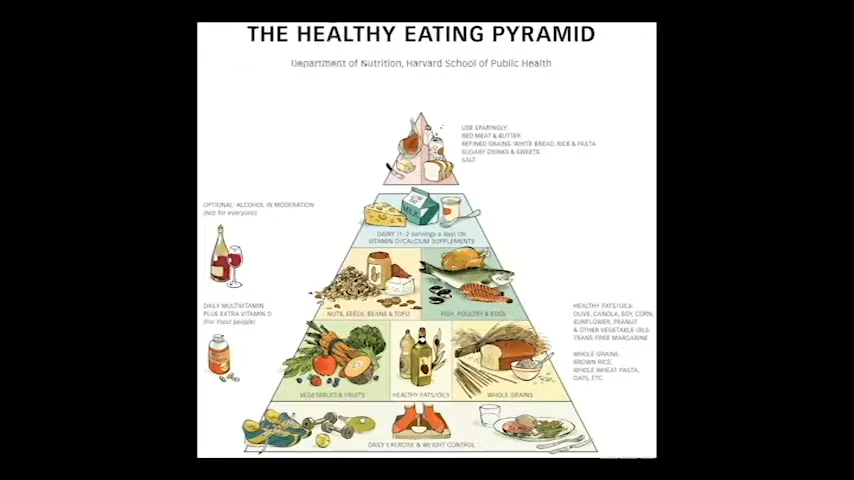 THE HEALTHY EATING PYRAMID
Department of Nutrition, Harvard School of Public Health
USE SPARINGLY:
RED MEAT & BUTTER
REFINED GRAINS: WHITE BREAD, RICE & PASTA
SUGARY DRINKS & SWEETS
SALT
OPTIONAL: ALCOHOL IN MODERATION
(Not for everyone)
MILK
DAIRY (1–2 servings a day) OR
VITAMIN D/CALCIUM SUPPLEMENTS
DAILY MULTIVITAMIN
PLUS EXTRA VITAMIN D
(For most people)
NUTS, SEEDS, BEANS & TOFU
FISH, POULTRY & EGGS
HEALTHY FATS/OILS:
OLIVE, CANOLA, SOY, CORN,
SUNFLOWER, PEANUT
& OTHER VEGETABLE OILS;
TRANS-FREE MARGARINE
WHOLE GRAINS:
BROWN RICE,
WHOLE WHEAT PASTA,
OATS, ETC.
VEGETABLES & FRUITS
HEALTHY FATS/OILS
WHOLE GRAINS
DAILY EXERCISE & WEIGHT CONTROL